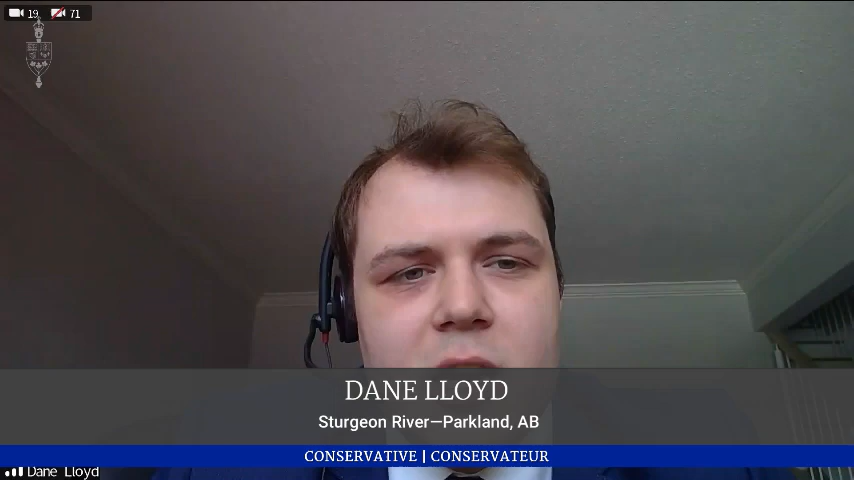 19 71
DANE LLOYD
Sturgeon River—Parkland, AB
CONSERVATIVE | CONSERVATEUR
Dane Lloyd